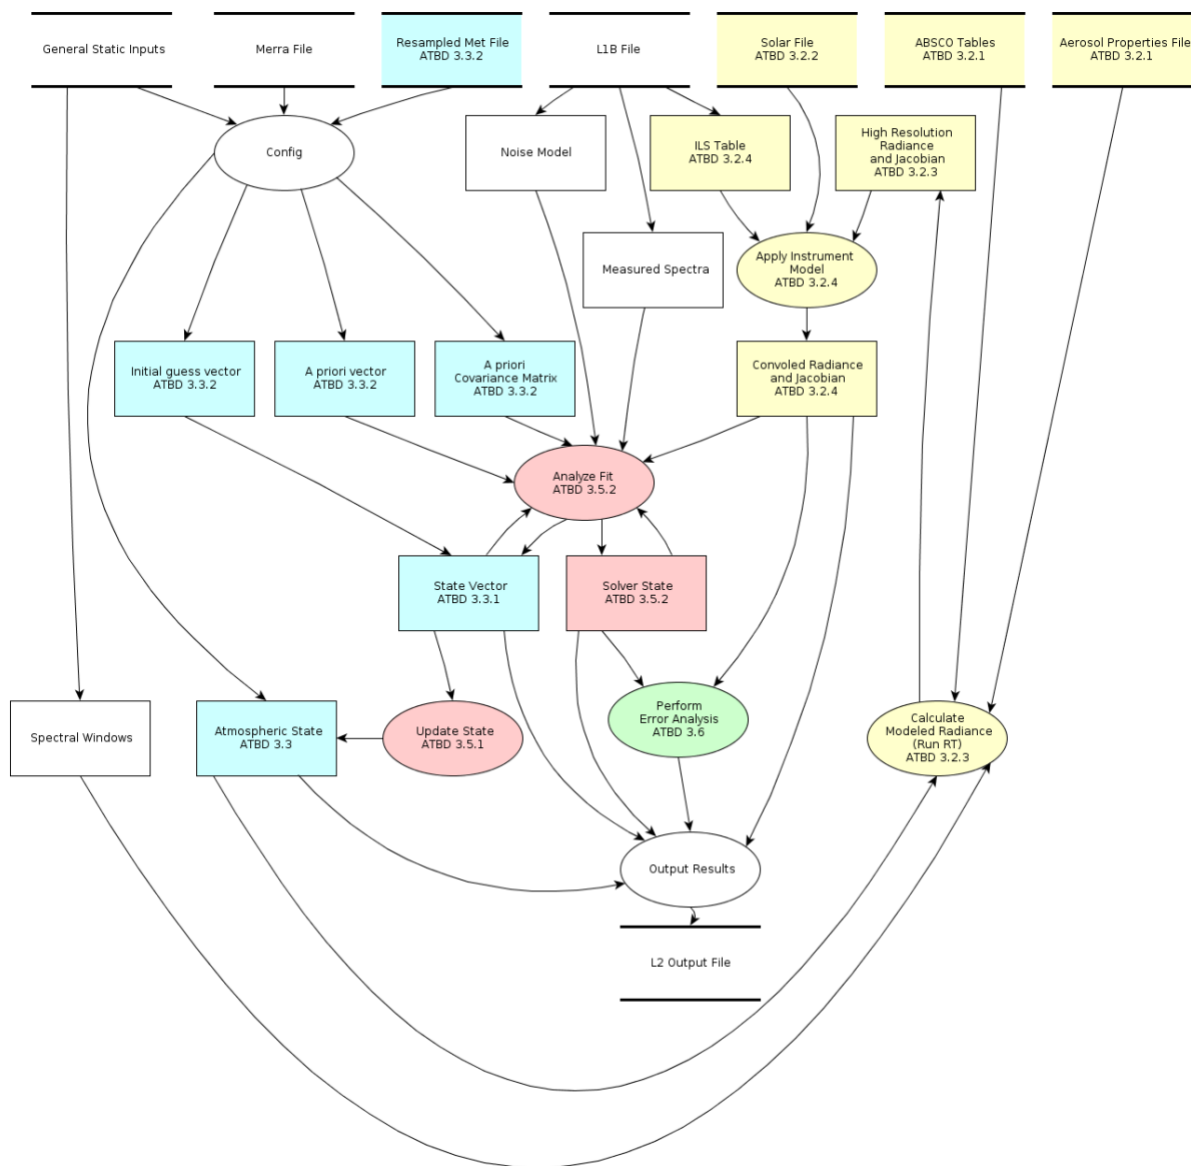 General Static Inputs
Merra File
Resampled Met File
ATBD 3.3.2
L1B File
Solar File
ATBD 3.2.2
ABSCO Tables
ATBD 3.2.1
Aerosol Properties File
ATBD 3.2.1
Config
Noise Model
ILS Table
ATBD 3.2.4
High Resolution
Radiance
and Jacobian
ATBD 3.2.3
Measured Spectra
Apply Instrument
Model
ATBD 3.2.4
Initial guess vector
ATBD 3.3.2
A priori vector
ATBD 3.3.2
A priori
Covariance Matrix
ATBD 3.3.2
Convoled Radiance
and Jacobian
ATBD 3.2.4
Analyze Fit
ATBD 3.5.2
State Vector
ATBD 3.3.1
Solver State
ATBD 3.5.2
Spectral Windows
Atmospheric State
ATBD 3.3
Update State
ATBD 3.5.1
Perform
Error Analysis
ATBD 3.6
Calculate
Modeled Radiance
(Run RT)
ATBD 3.2.3
Output Results
L2 Output File